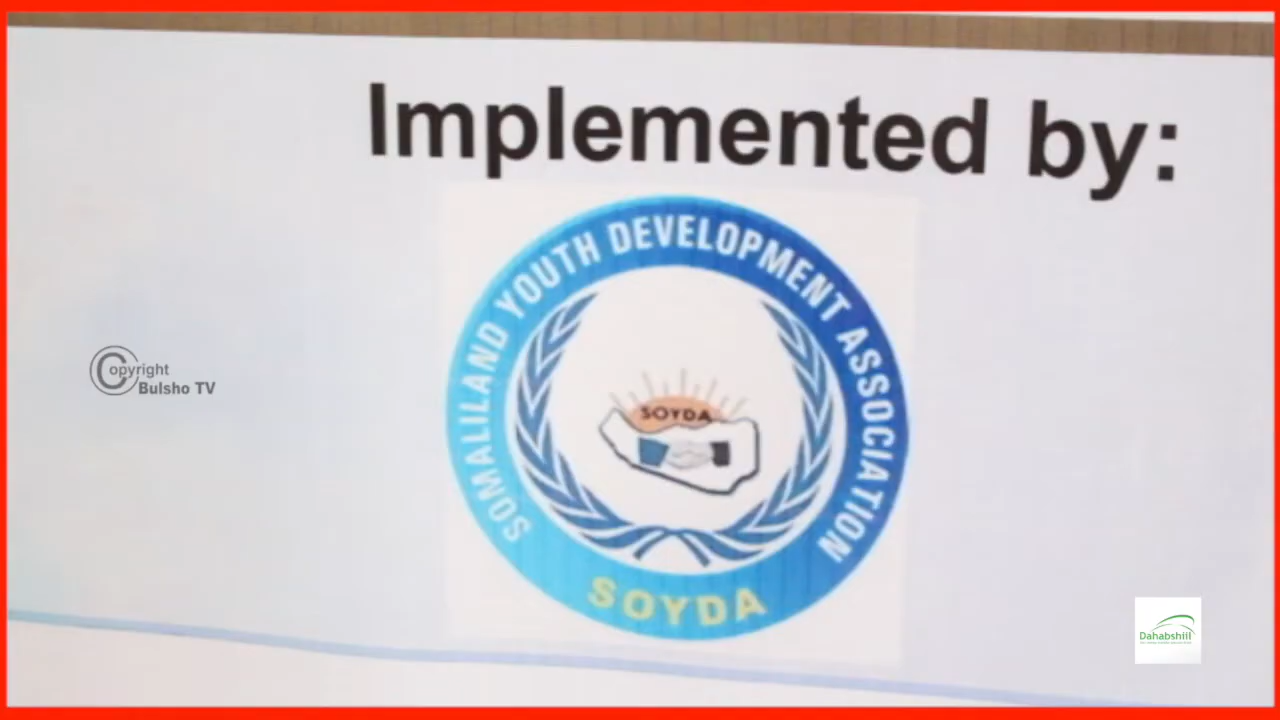 Implemented by:
SOMALILAND YOUTH DEVELOPMENT ASSOCIATION
SOYDA
SOYDA
Copyright
Bulsho TV
Dahabshiil